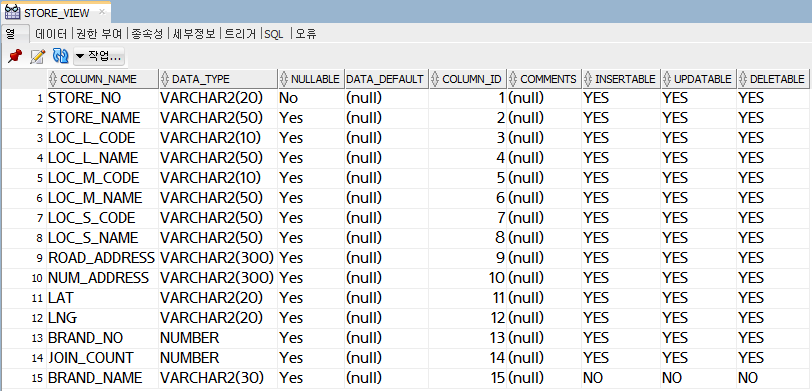 STORE_VIEW
열 데이터 권한 부여 종속성 세부정보 트리거 SQL 오류
작업...
COLUMN_NAME DATA_TYPE NULLABLE DATA_DEFAULT COLUMN_ID COMMENTS INSERTABLE UPDATABLE DELETABLE
1 STORE_NO VARCHAR2(20) No (null) 1 (null) YES YES YES
2 STORE_NAME VARCHAR2(50) Yes (null) 2 (null) YES YES YES
3 LOC_L_CODE VARCHAR2(10) Yes (null) 3 (null) YES YES YES
4 LOC_L_NAME VARCHAR2(50) Yes (null) 4 (null) YES YES YES
5 LOC_M_CODE VARCHAR2(10) Yes (null) 5 (null) YES YES YES
6 LOC_M_NAME VARCHAR2(50) Yes (null) 6 (null) YES YES YES
7 LOC_S_CODE VARCHAR2(50) Yes (null) 7 (null) YES YES YES
8 LOC_S_NAME VARCHAR2(50) Yes (null) 8 (null) YES YES YES
9 ROAD_ADDRESS VARCHAR2(300) Yes (null) 9 (null) YES YES YES
10 NUM_ADDRESS VARCHAR2(300) Yes (null) 10 (null) YES YES YES
11 LAT VARCHAR2(20) Yes (null) 11 (null) YES YES YES
12 LNG VARCHAR2(20) Yes (null) 12 (null) YES YES YES
13 BRAND_NO NUMBER Yes (null) 13 (null) YES YES YES
14 JOIN_COUNT NUMBER Yes (null) 14 (null) YES YES YES
15 BRAND_NAME VARCHAR2(30) Yes (null) 15 (null) NO NO NO